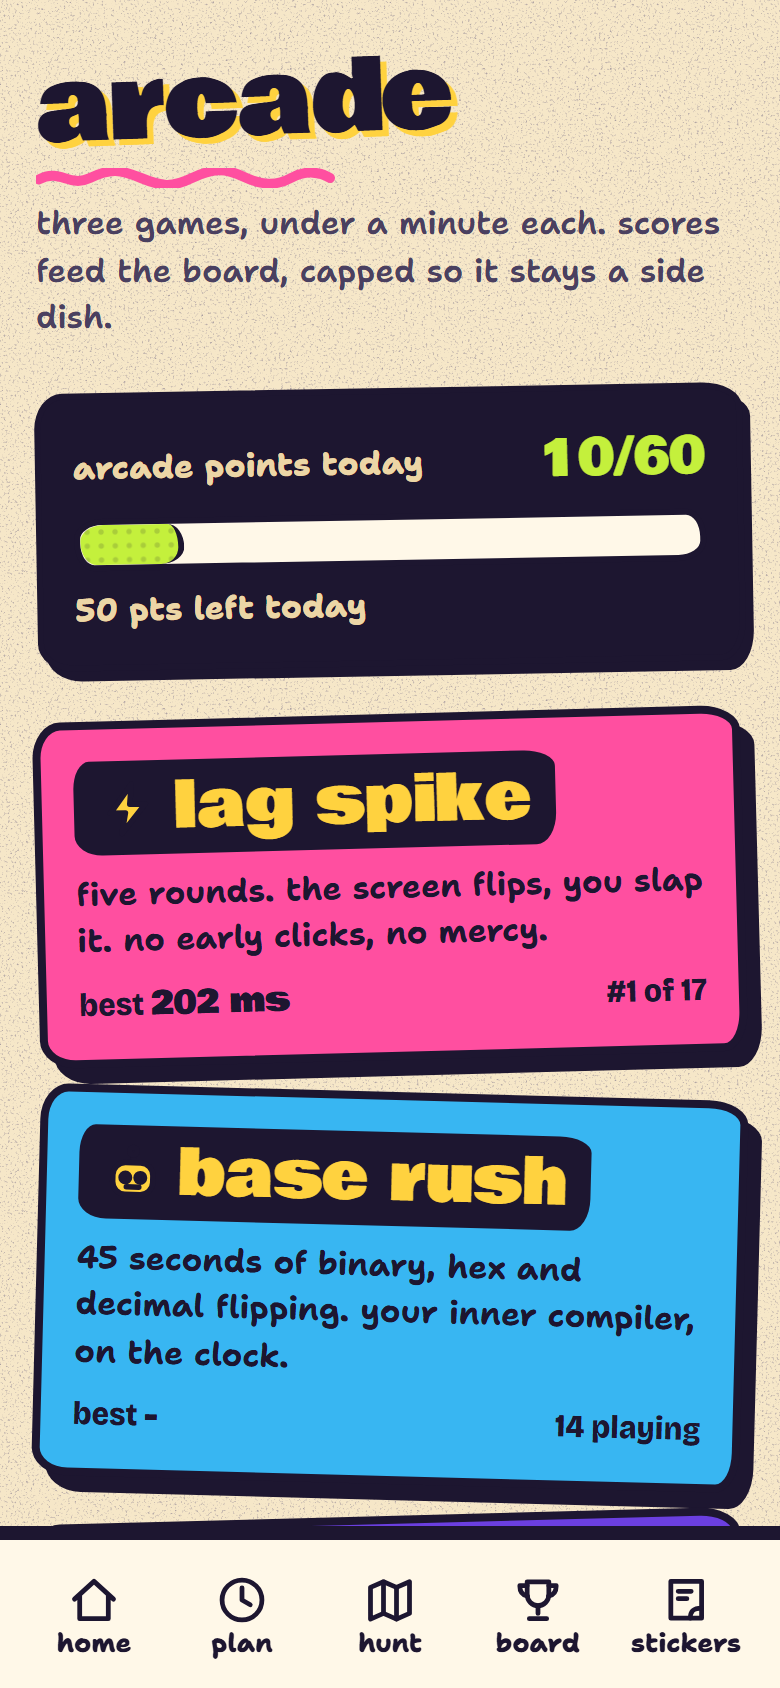 arcade
three games, under a minute each. scores
feed the board, capped so it stays a side
dish.
arcade points today 10/60
50 pts left today
lag spike
five rounds. the screen flips, you slap
it. no early clicks, no mercy.
best 202 ms #1 of 17
base rush
45 seconds of binary, hex and
decimal flipping. your inner compiler,
on the clock.
best - 14 playing
home plan hunt board stickers